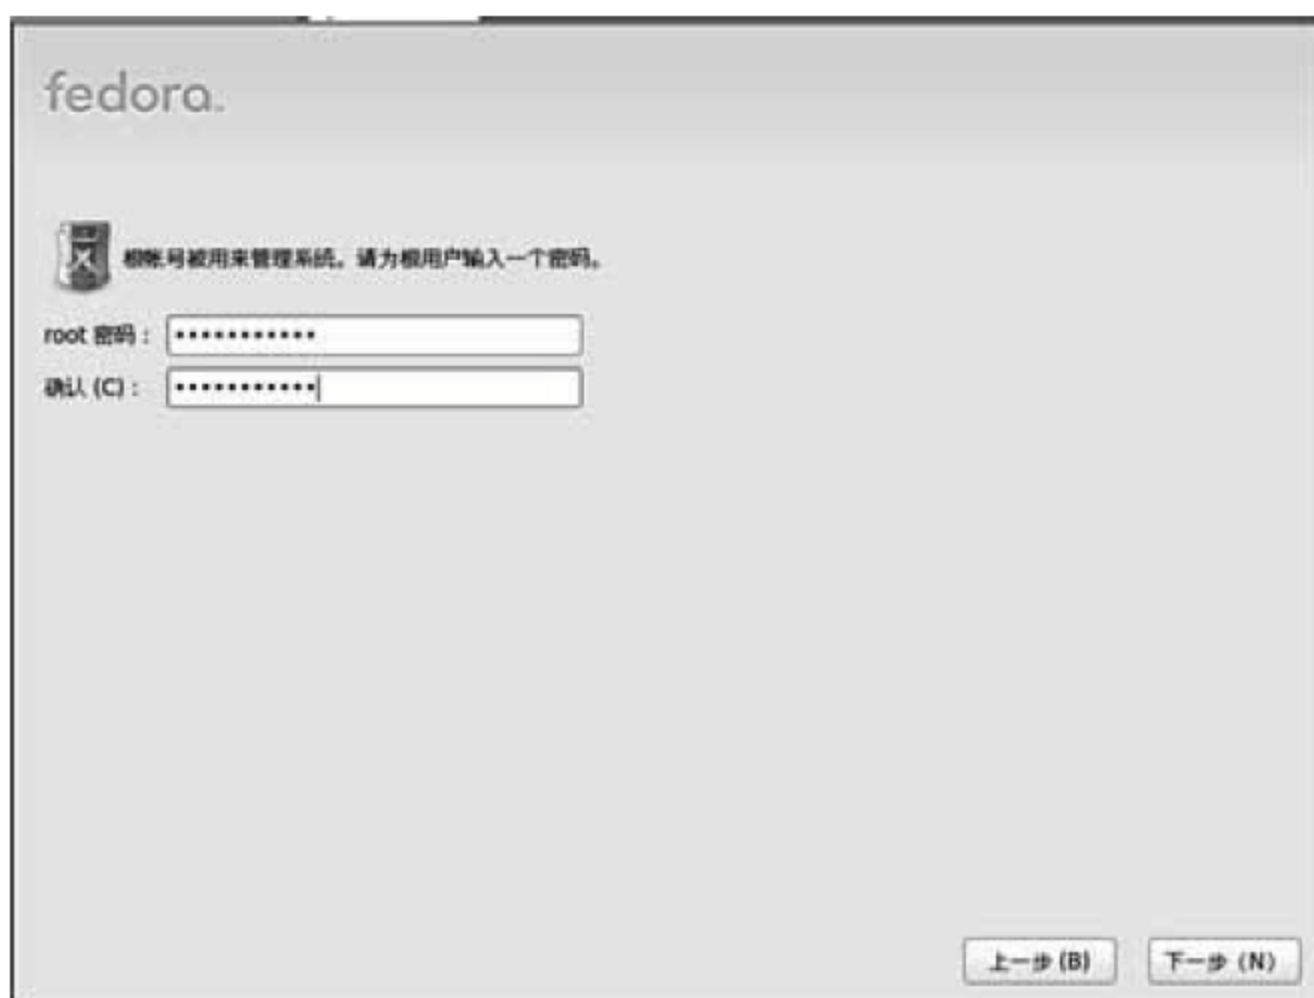 fedora.
根帐号被用来管理系统。请为根用户输入一个密码。
root 密码：
确认 (C)：
上一步 (B)
下一步 (N)